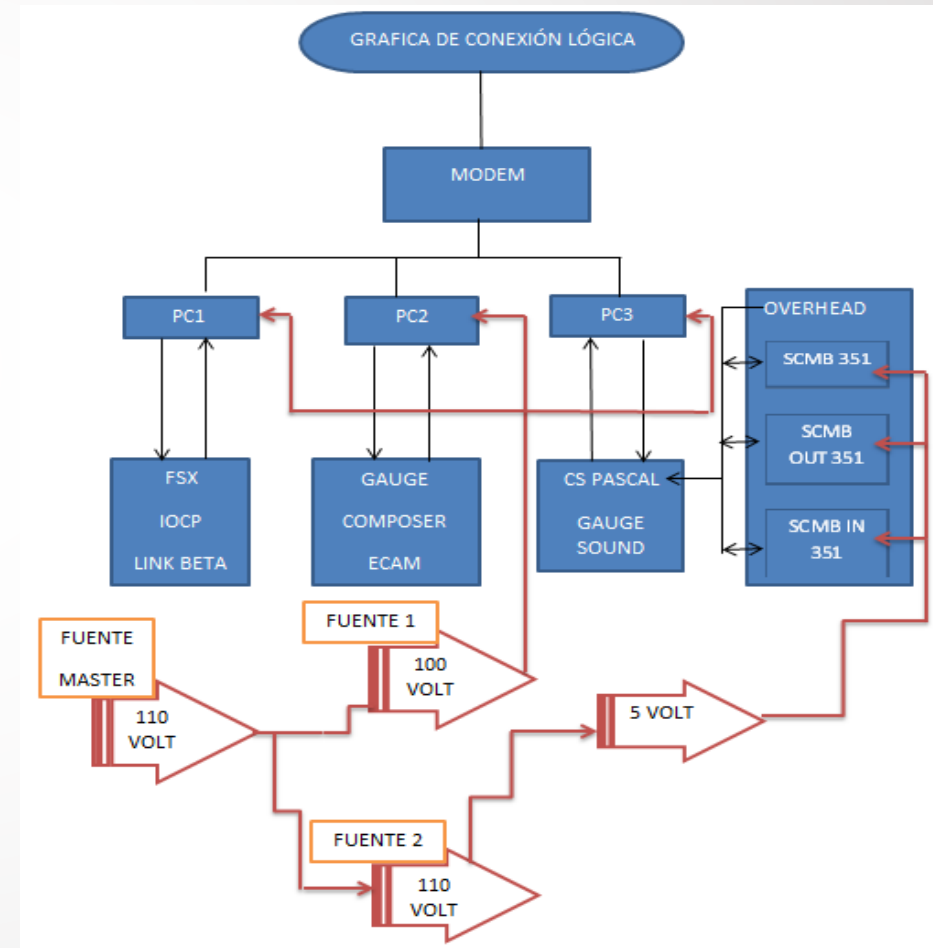 GRAFICA DE CONEXIÓN LÓGICA
MODEM
PC1
PC2
PC3
OVERHEAD
SCMB 351
SCMB
OUT 351
SCMB IN
351
FSX
IOCP
LINK BETA
GAUGE
COMPOSER
ECAM
CS PASCAL
GAUGE
SOUND
FUENTE
MASTER
110
VOLT
FUENTE 1
100
VOLT
5 VOLT
FUENTE 2
110
VOLT